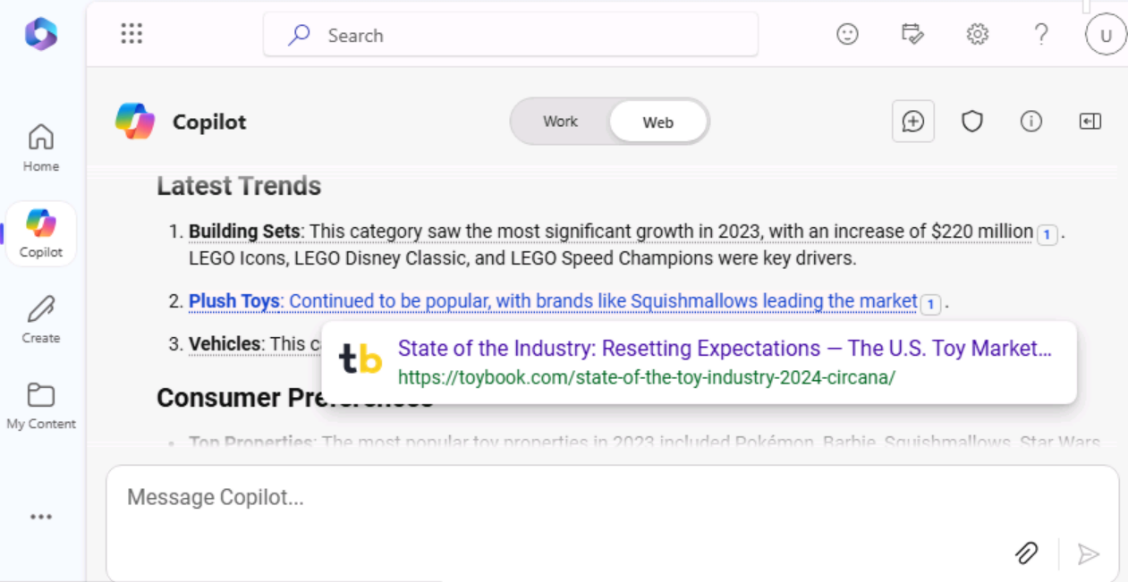 Search
U
Home
Copilot
Create
My Content
Copilot
Work
Web
Latest Trends
1. Building Sets: This category saw the most significant growth in 2023, with an increase of $220 million 1 .
LEGO Icons, LEGO Disney Classic, and LEGO Speed Champions were key drivers.
2. Plush Toys: Continued to be popular, with brands like Squishmallows leading the market 1 .
3. Vehicles: This
tb
State of the Industry: Resetting Expectations — The U.S. Toy Market...
https://toybook.com/state-of-the-toy-industry-2024-circana/
Consumer Preferences
• Top Properties: The most popular toy properties in 2023 included Pokémon, Barbie, Squishmallows, Star Wars
Message Copilot...